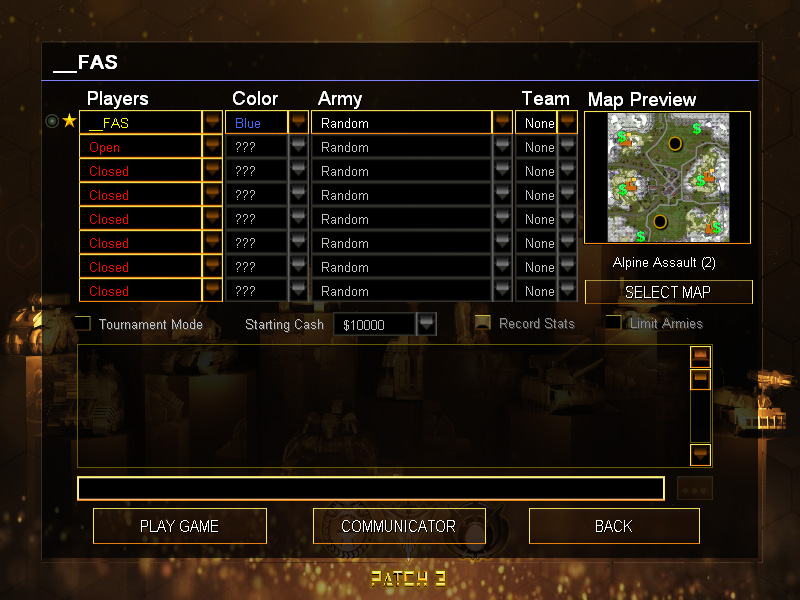 __FAS
Players Color Army Team Map Preview
__FAS Blue Random None
Open ??? Random None
Closed ??? Random None
Closed ??? Random None
Closed ??? Random None
Closed ??? Random None
Closed ??? Random None
Closed ??? Random None
$ $ $ $ $ $
Alpine Assault (2)
SELECT MAP
Tournament Mode Starting Cash $10000 Record Stats Limit Armies
...
PLAY GAME COMMUNICATOR BACK
PATCH 3